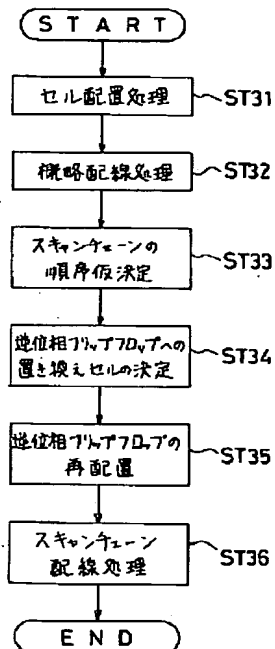 START
セル配置処理
ST31
概略配線処理
ST32
スキャンチェーンの
順序仮決定
ST33
逆位相フリップフロップへの
置き換えセルの決定
ST34
逆位相フリップフロップの
再配置
ST35
スキャンチェーン
配線処理
ST36
END